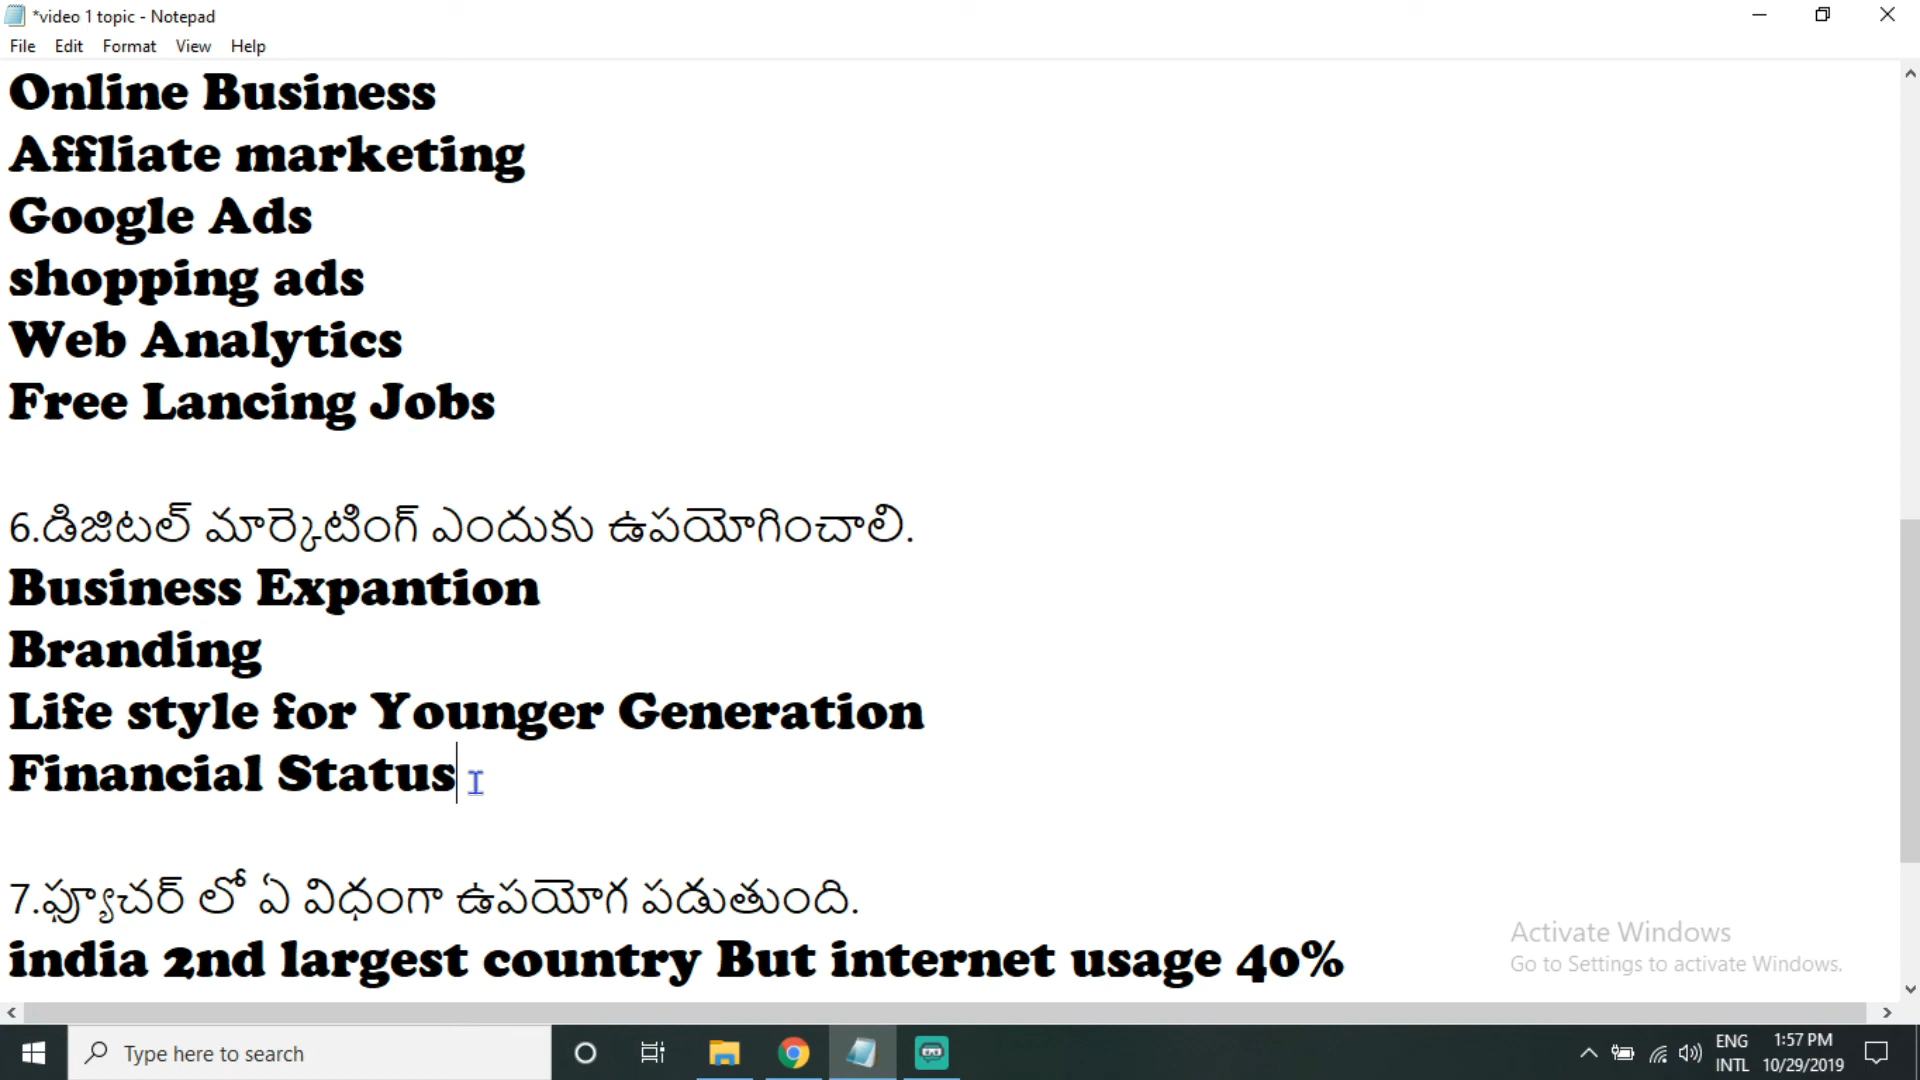 *video 1 topic - Notepad
File Edit Format View Help
Online Business
Affliate marketing
Google Ads
shopping ads
Web Analytics
Free Lancing Jobs
6.డిజిటల్ మార్కెటింగ్ ఎందుకు ఉపయోగించాలి.
Business Expantion
Branding
Life style for Younger Generation
Financial Status
7.ఫ్యూచర్ లో ఏ విధంగా ఉపయోగ పడుతుంది.
india 2nd largest country But internet usage 40%
Activate Windows
Go to Settings to activate Windows.
Type here to search
ENG
INTL
1:57 PM
10/29/2019